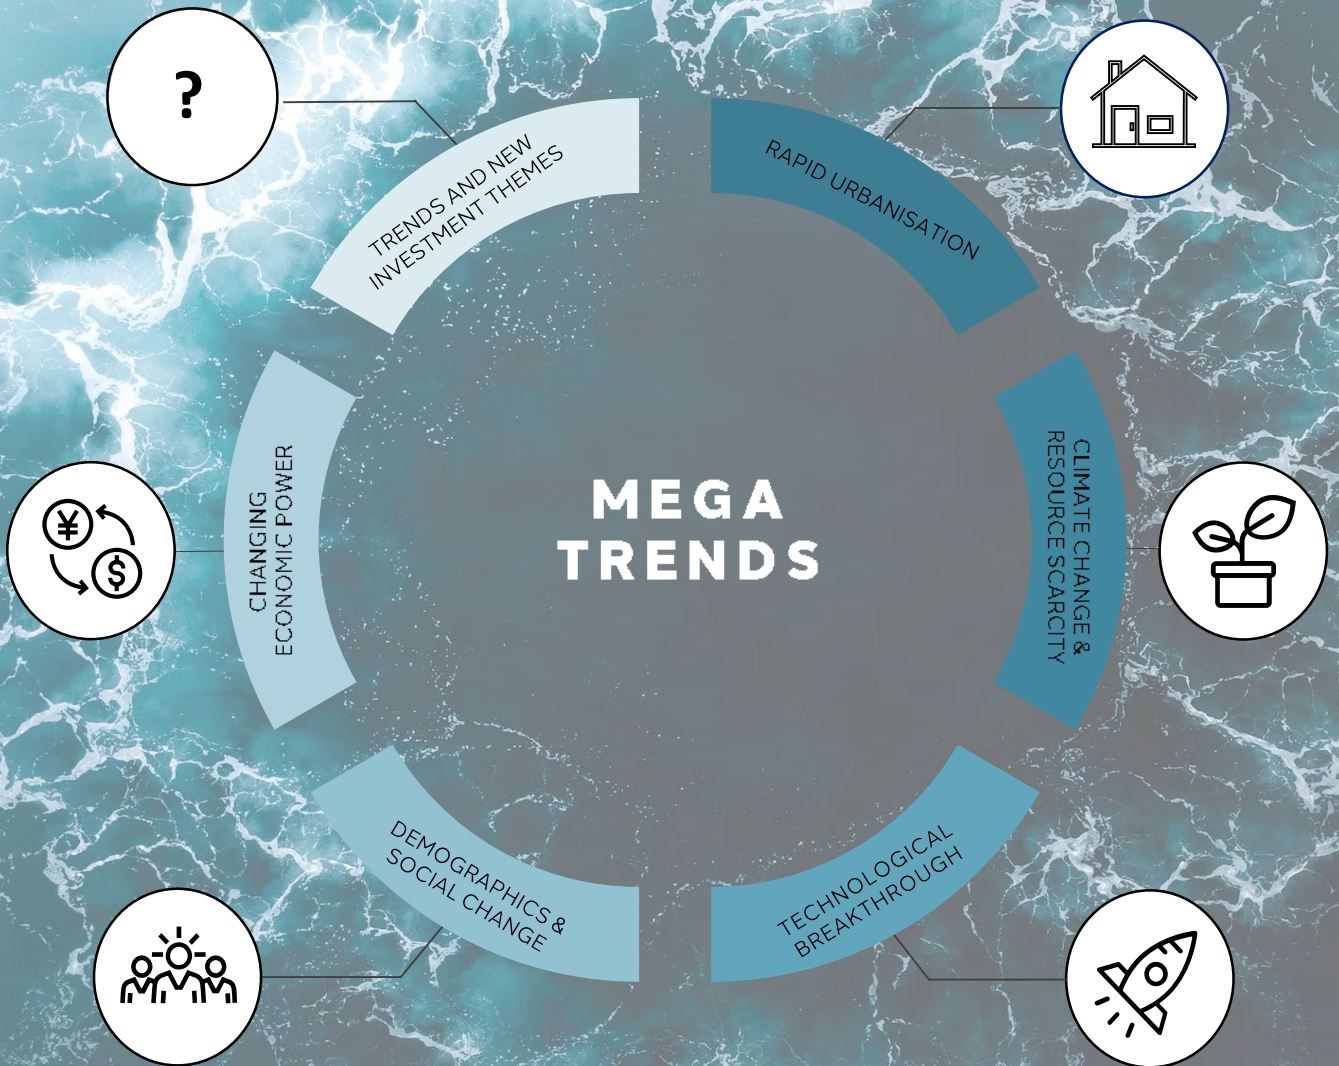 ?
TRENDS AND NEW
INVESTMENT THEMES
RAPID URBANISATION
CHANGING
ECONOMIC POWER
¥
$
MEGA
TRENDS
CLIMATE CHANGE &
RESOURCE SCARCITY
DEMOGRAPHICS &
SOCIAL CHANGE
TECHNOLOGICAL
BREAKTHROUGH